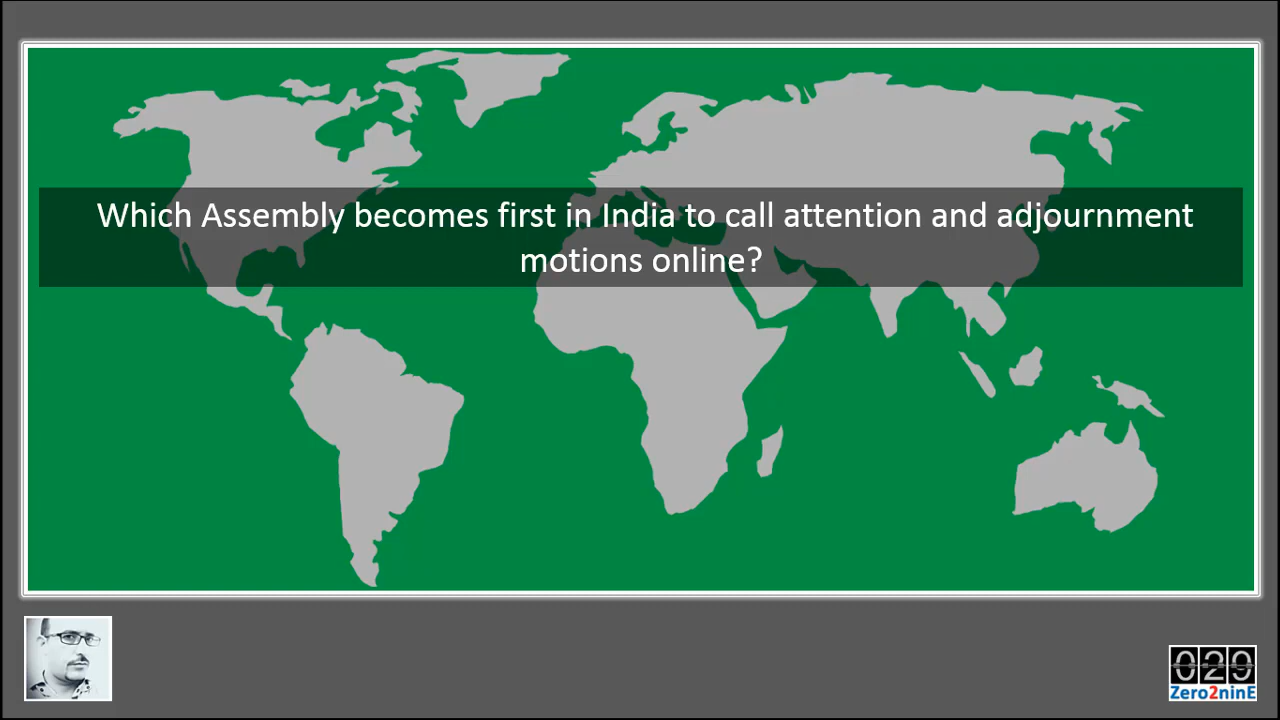 Which Assembly becomes first in India to call attention and adjournment
motions online?
029
Zero2ninE